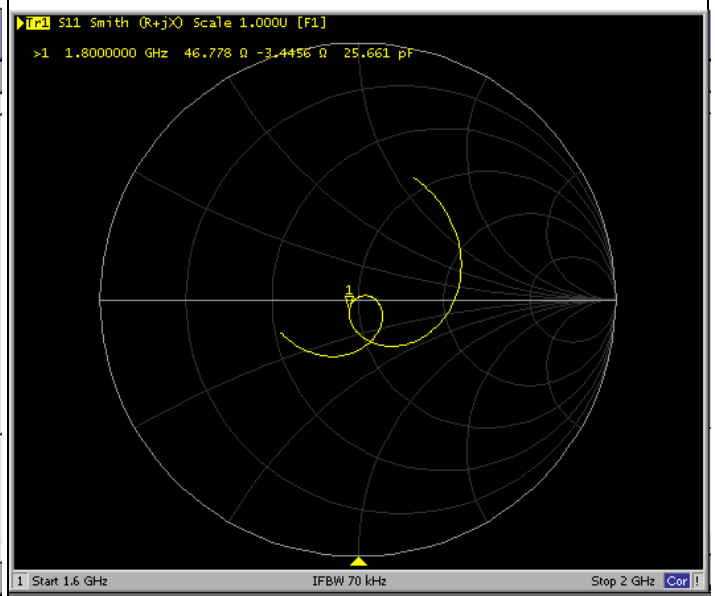 Tr1 S11 Smith (R+jX) Scale 1.000U [F1]
>1 1.8000000 GHz 46.778 Ω -3.4456 Ω 25.661 pF
1
1 Start 1.6 GHz IFBW 70 kHz Stop 2 GHz Cor !